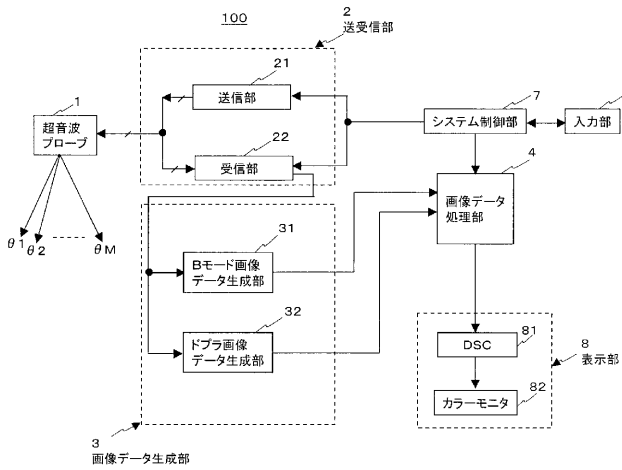 100
2
送受信部
21
送信部
1
超音波
プローブ
22
受信部
7
システム制御部
入力部
4
画像データ
処理部
θ1
θ2
θM
31
Bモード画像
データ生成部
32
ドプラ画像
データ生成部
81
DSC
8
表示部
82
カラーモニタ
3
画像データ生成部